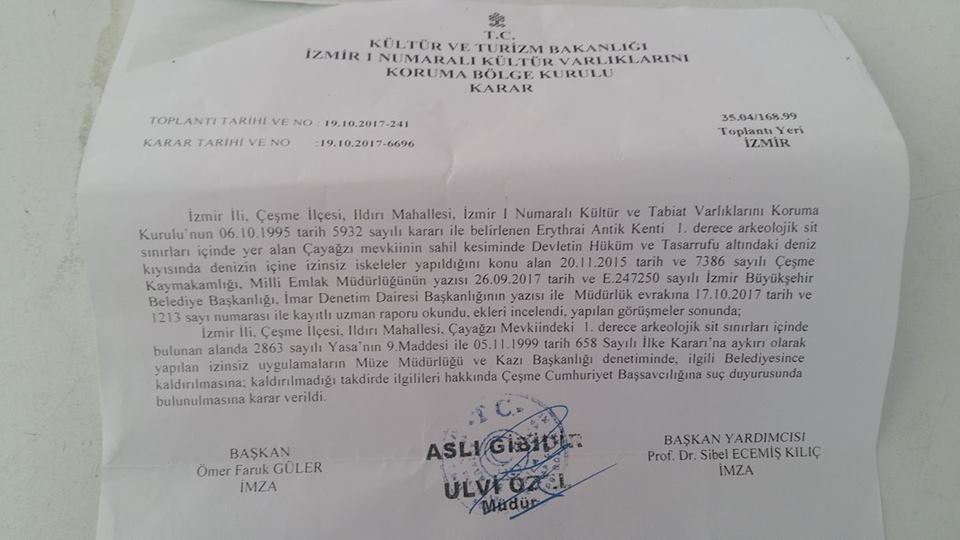 T.C.
KÜLTÜR VE TURİZM BAKANLIĞI
İZMİR I NUMARALI KÜLTÜR VARLIKLARINI
KORUMA BÖLGE KURULU
KARAR
TOPLANTI TARİHİ VE NO : 19.10.2017-241
KARAR TARİHİ VE NO :19.10.2017-6696
35.04/168.99
Toplantı Yeri
İZMİR
İzmir İli, Çeşme İlçesi, Ildırı Mahallesi, İzmir I Numaralı Kültür ve Tabiat Varlıklarını Koruma
Kurulu'nun 06.10.1995 tarih 5932 sayılı kararı ile belirlenen Erythrai Antik Kenti 1. derece arkeolojik sit
sınırları içinde yer alan Çayağzı mevkiinin sahil kesiminde Devletin Hüküm ve Tasarrufu altındaki deniz
kıyısında denizin içine izinsiz iskeleler yapıldığını konu alan 20.11.2015 tarih ve 7386 sayılı Çeşme
Kaymakamlığı, Milli Emlak Müdürlüğünün yazısı 26.09.2017 tarih ve E.247250 sayılı İzmir Büyükşehir
Belediye Başkanlığı, İmar Denetim Dairesi Başkanlığının yazısı ile Müdürlük evrakına 17.10.2017 tarih ve
1213 sayı numarası ile kayıtlı uzman raporu okundu, ekleri incelendi, yapılan görüşmeler sonunda;
İzmir İli, Çeşme İlçesi, Ildırı Mahallesi, Çayağzı Mevkiindeki 1. derece arkeolojik sit sınırları içinde
bulunan alanda 2863 sayılı Yasa'nın 9.Maddesi ile 05.11.1999 tarih 658 Sayılı İlke Kararı'na aykırı olarak
yapılan izinsiz uygulamaların Müze Müdürlüğü ve Kazı Başkanlığı denetiminde, ilgili Belediyesince
kaldırılmasına; kaldırılmadığı takdirde ilgilileri hakkında Çeşme Cumhuriyet Başsavcılığına suç duyurusunda
bulunulmasına karar verildi.
BAŞKAN
Ömer Faruk GÜLER
İMZA
T.C.
ASLI GİBİDİR
ULVİ ÖZEL
Müdür
BAŞKAN YARDIMCISI
Prof. Dr. Sibel ECEMİŞ KILIÇ
İMZA